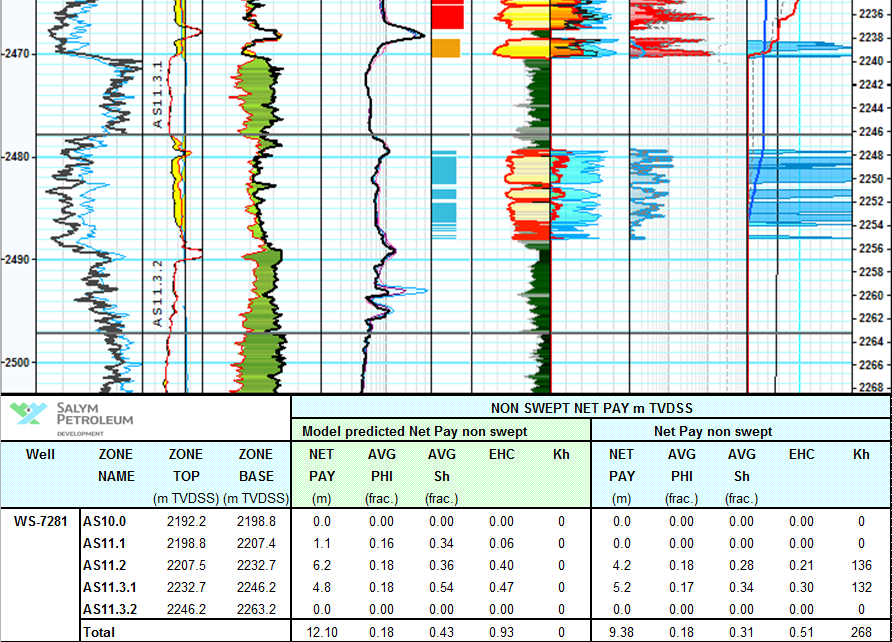 2236
2238
-2470
2240
2242
AS11.3.1
2244
2246
-2480
2248
2250
2252
2254
2256
-2490
2258
AS11.3.2
2260
2262
-2500
2264
2266
2268
SALYM
PETROLEUM
DEVELOPMENT
NON SWEPT NET PAY m TVDSS
Model predicted Net Pay non swept Net Pay non swept
Well ZONE ZONE ZONE NET AVG AVG EHC Kh NET AVG AVG EHC Kh
NAME TOP BASE PAY PHI Sh PAY PHI Sh
(m TVDSS) (m TVDSS) (m) (frac.) (frac.) (m) (frac.) (frac.)
WS-7281 AS10.0 2192.2 2198.8 0.0 0.00 0.00 0.00 0 0.0 0.00 0.00 0.00 0
AS11.1 2198.8 2207.4 1.1 0.16 0.34 0.06 0 0.0 0.00 0.00 0.00 0
AS11.2 2207.5 2232.7 6.2 0.18 0.36 0.40 0 4.2 0.18 0.28 0.21 136
AS11.3.1 2232.7 2246.2 4.8 0.18 0.54 0.47 0 5.2 0.17 0.34 0.30 132
AS11.3.2 2246.2 2263.2 0.0 0.00 0.00 0.00 0 0.0 0.00 0.00 0.00 0
Total 12.10 0.18 0.43 0.93 0 9.38 0.18 0.31 0.51 268